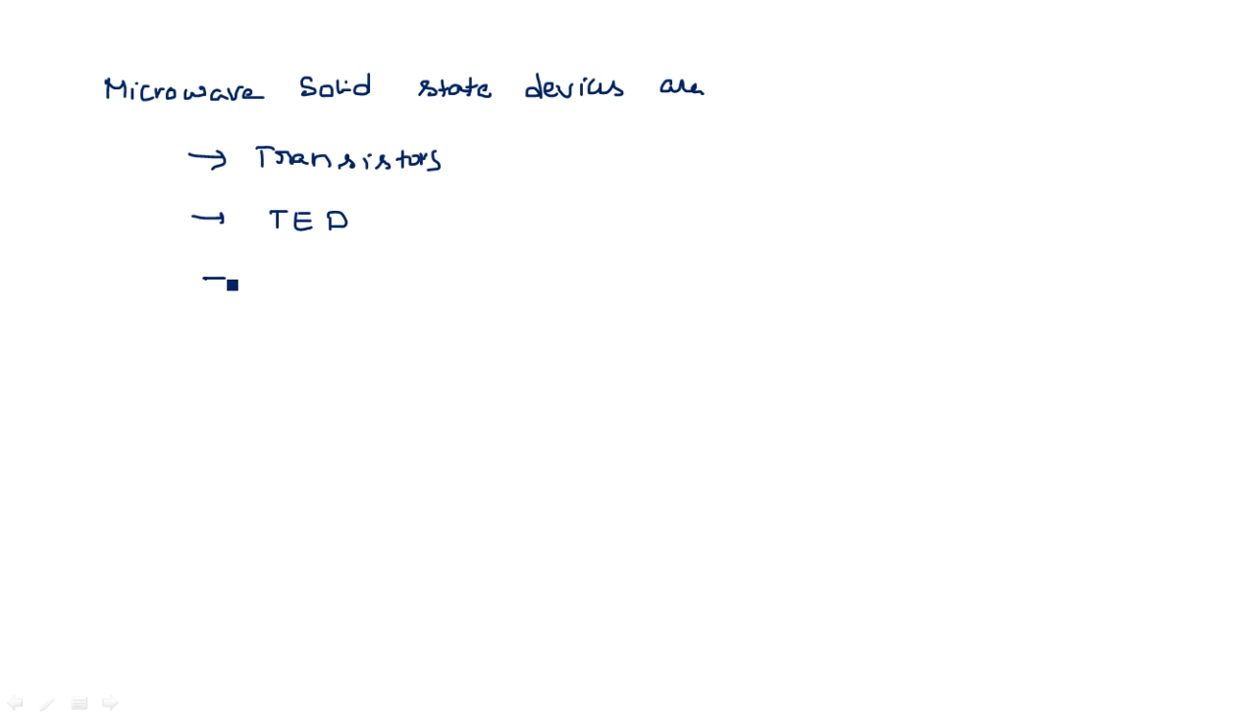 Microwave Solid state devices are
→ Transistors
→ TED